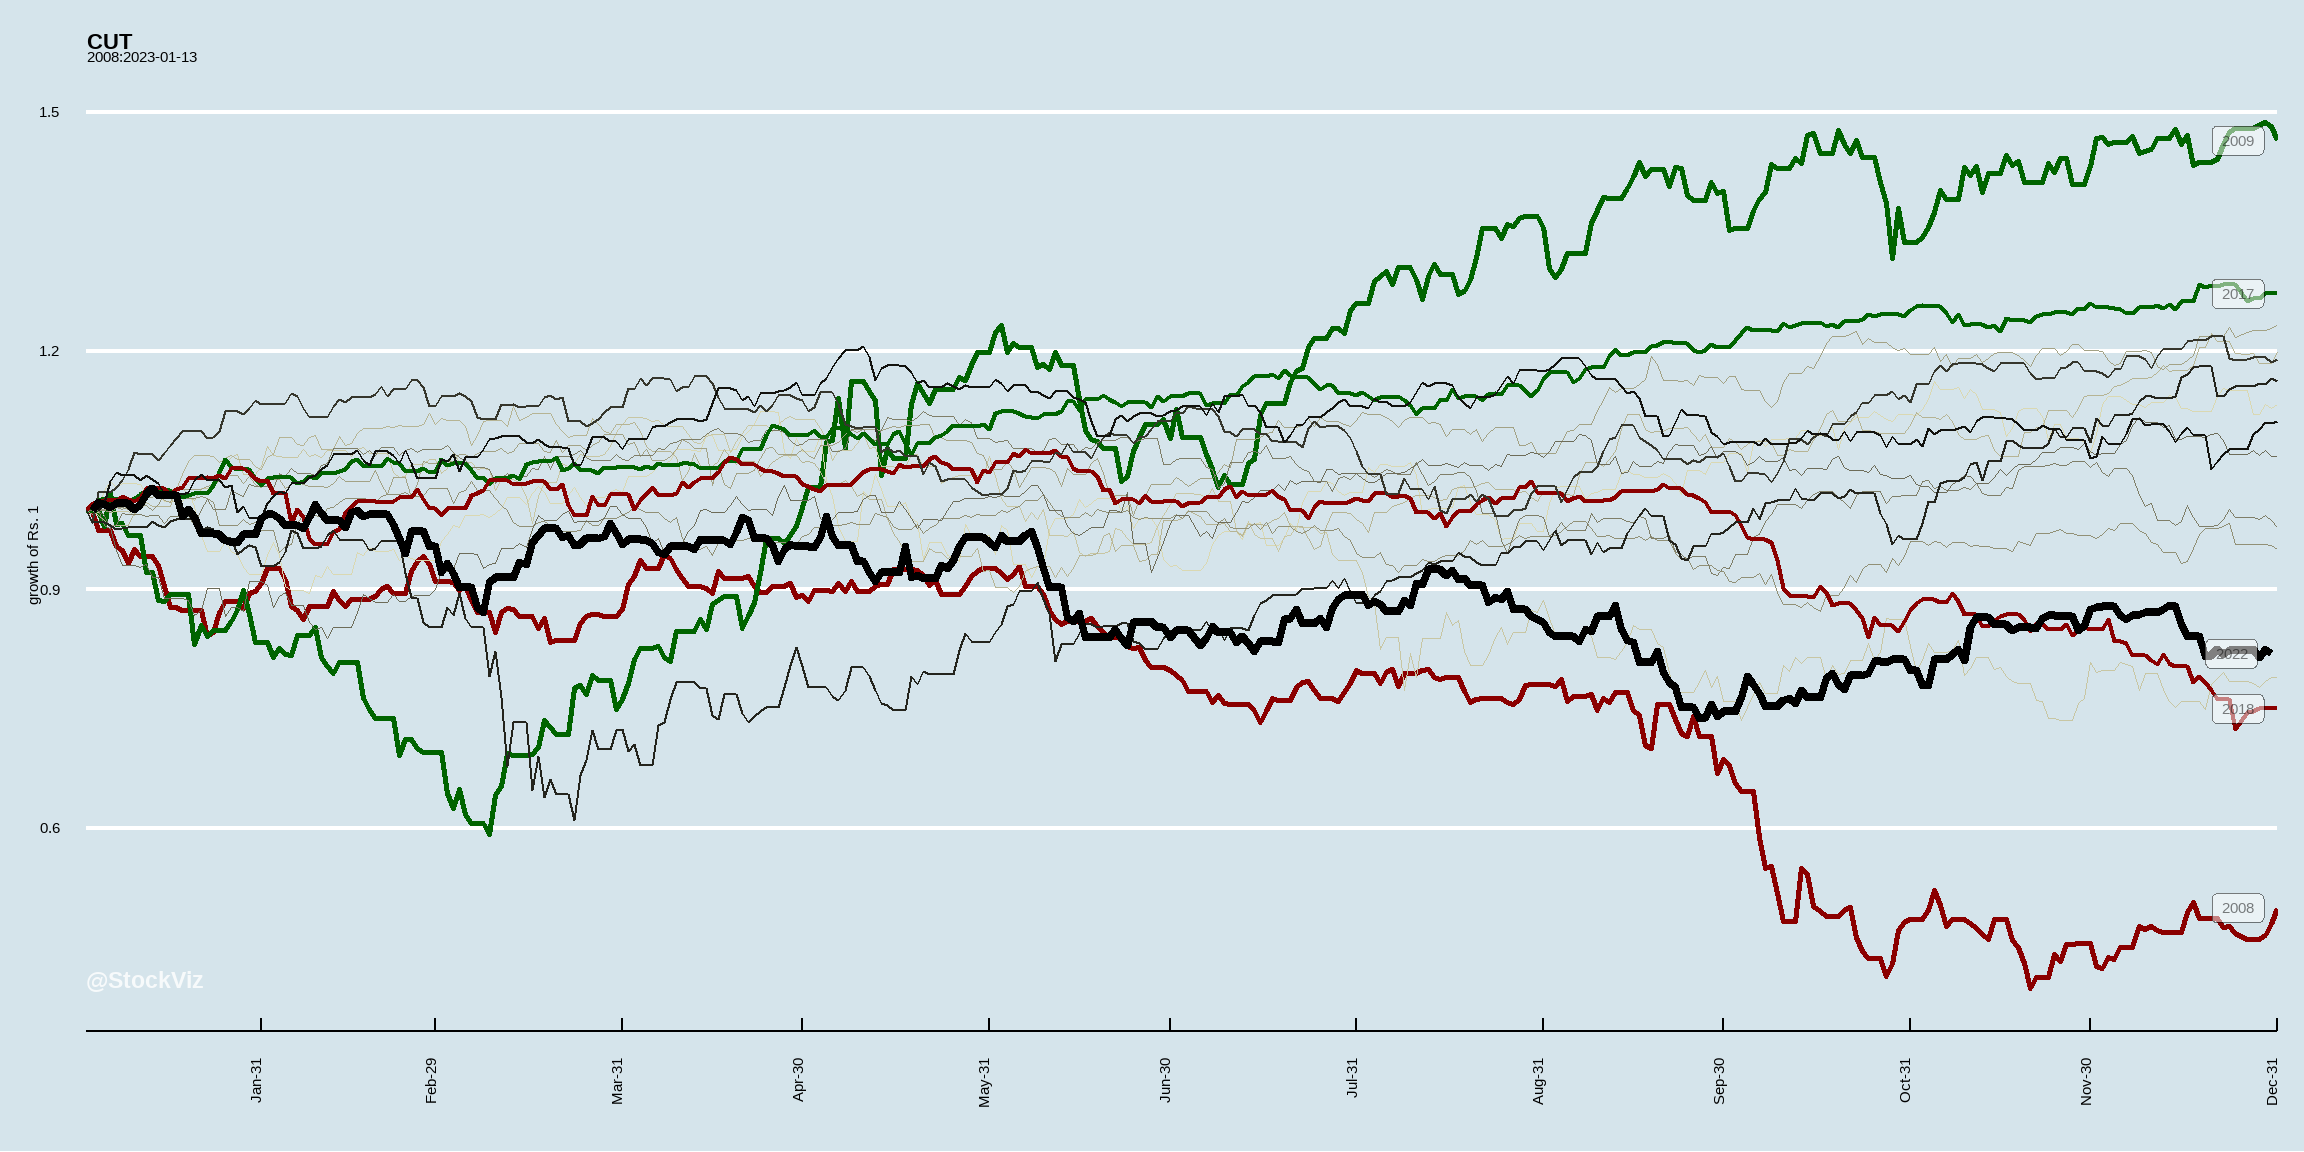 CUT
2008:2023-01-13
growth of Rs. 1
1.5
1.2
0.9
0.6
2009
2017
2022
2018
2008
@StockViz
Jan-31
Feb-29
Mar-31
Apr-30
May-31
Jun-30
Jul-31
Aug-31
Sep-30
Oct-31
Nov-30
Dec-31